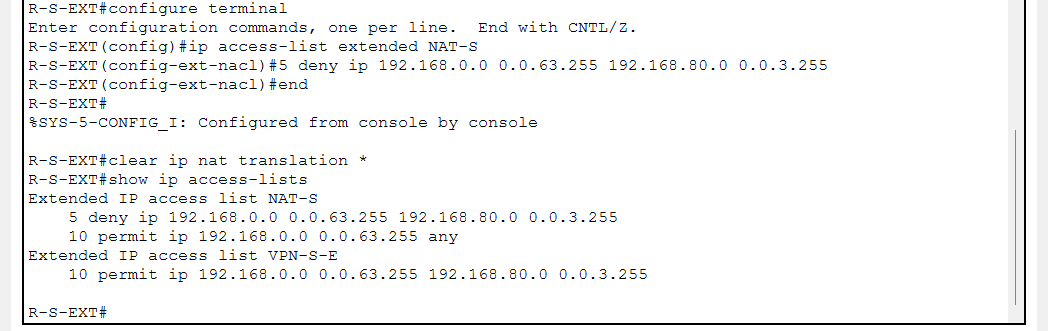 R-S-EXT#configure terminal
Enter configuration commands, one per line.  End with CNTL/Z.
R-S-EXT(config)#ip access-list extended NAT-S
R-S-EXT(config-ext-nacl)#5 deny ip 192.168.0.0 0.0.63.255 192.168.80.0 0.0.3.255
R-S-EXT(config-ext-nacl)#end
R-S-EXT#
%SYS-5-CONFIG_I: Configured from console by console

R-S-EXT#clear ip nat translation *
R-S-EXT#show ip access-lists
Extended IP access list NAT-S
    5 deny ip 192.168.0.0 0.0.63.255 192.168.80.0 0.0.3.255
    10 permit ip 192.168.0.0 0.0.63.255 any
Extended IP access list VPN-S-E
    10 permit ip 192.168.0.0 0.0.63.255 192.168.80.0 0.0.3.255

R-S-EXT#